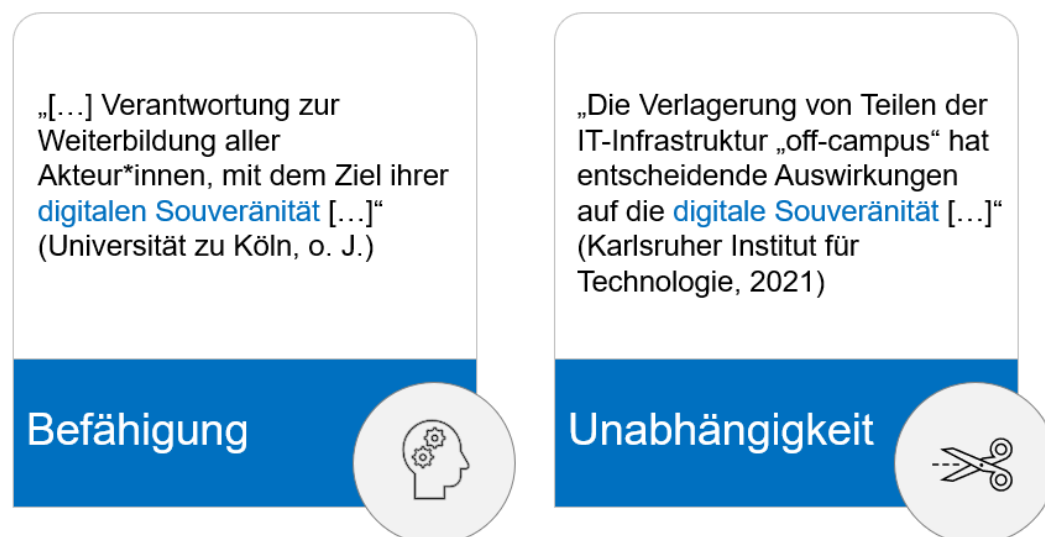 „[…] Verantwortung zur
Weiterbildung aller
Akteur*innen, mit dem Ziel ihrer
digitalen Souveränität […]“
(Universität zu Köln, o. J.)
Befähigung
„Die Verlagerung von Teilen der
IT-Infrastruktur „off-campus“ hat
entscheidende Auswirkungen
auf die digitale Souveränität […]“
(Karlsruher Institut für
Technologie, 2021)
Unabhängigkeit